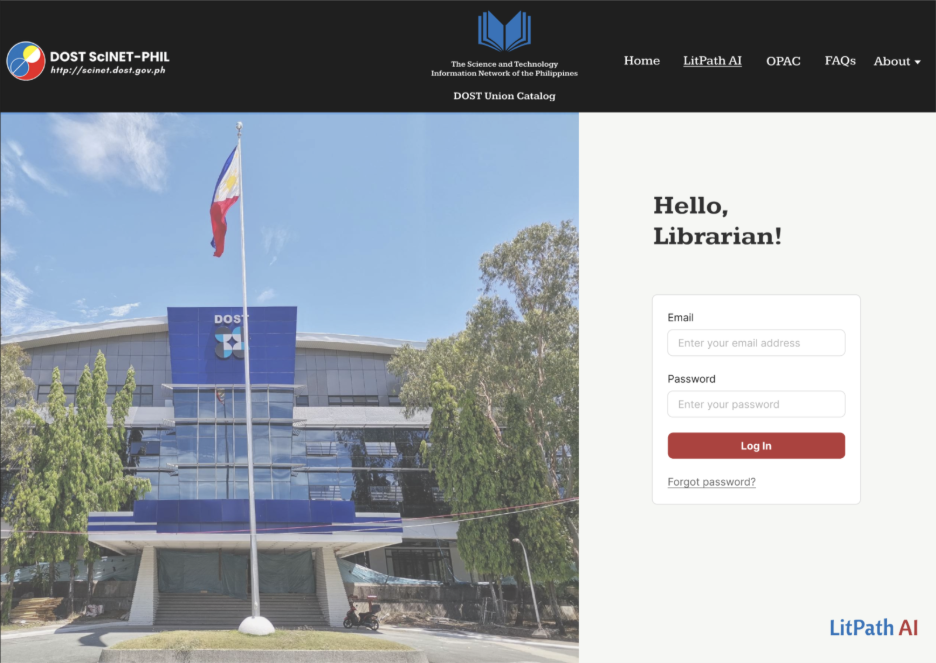 DOST ScINET-PHIL
http://scinet.dost.gov.ph
The Science and Technology
Information Network of the Philippines
DOST Union Catalog
Home
LitPath AI
OPAC
FAQs
About
DOST
Hello,
Librarian!
Email
Enter your email address
Password
Enter your password
Log In
Forgot password?
LitPath AI